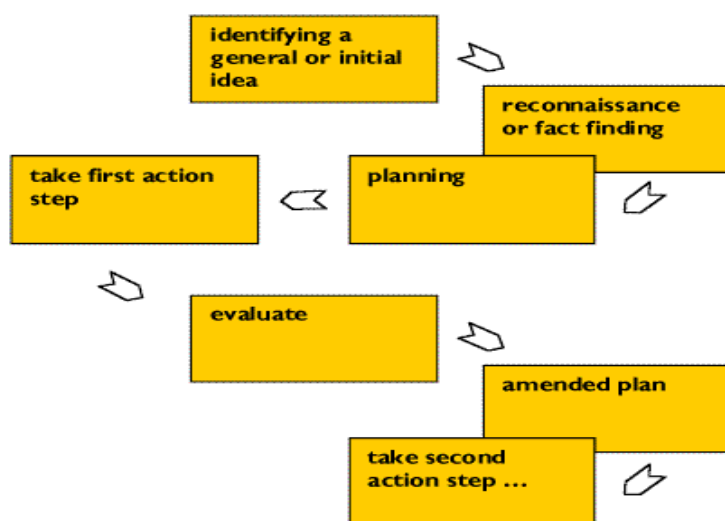 identifying a
general or initial
idea
reconnaissance
or fact finding
planning
take first action
step
evaluate
amended plan
take second
action step ...